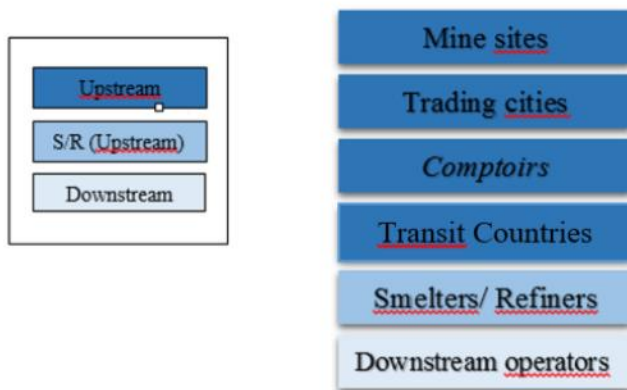 Upstream
S/R (Upstream)
Downstream
Mine sites
Trading cities
Comptoirs
Transit Countries
Smelters/ Refiners
Downstream operators